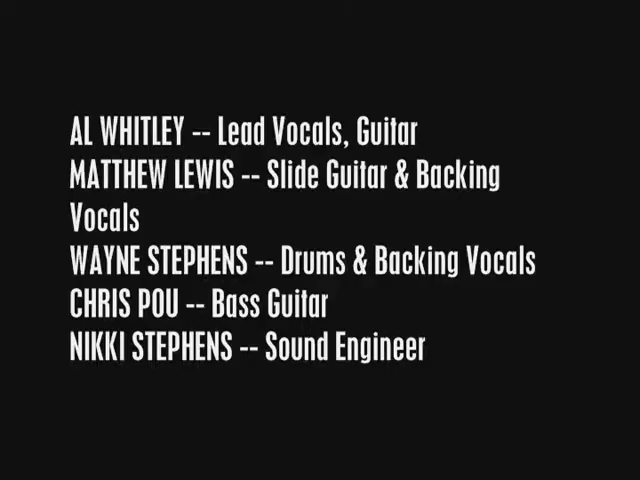 AL WHITLEY -- Lead Vocals, Guitar
MATTHEW LEWIS -- Slide Guitar & Backing
Vocals
WAYNE STEPHENS -- Drums & Backing Vocals
CHRIS POU -- Bass Guitar
NIKKI STEPHENS -- Sound Engineer